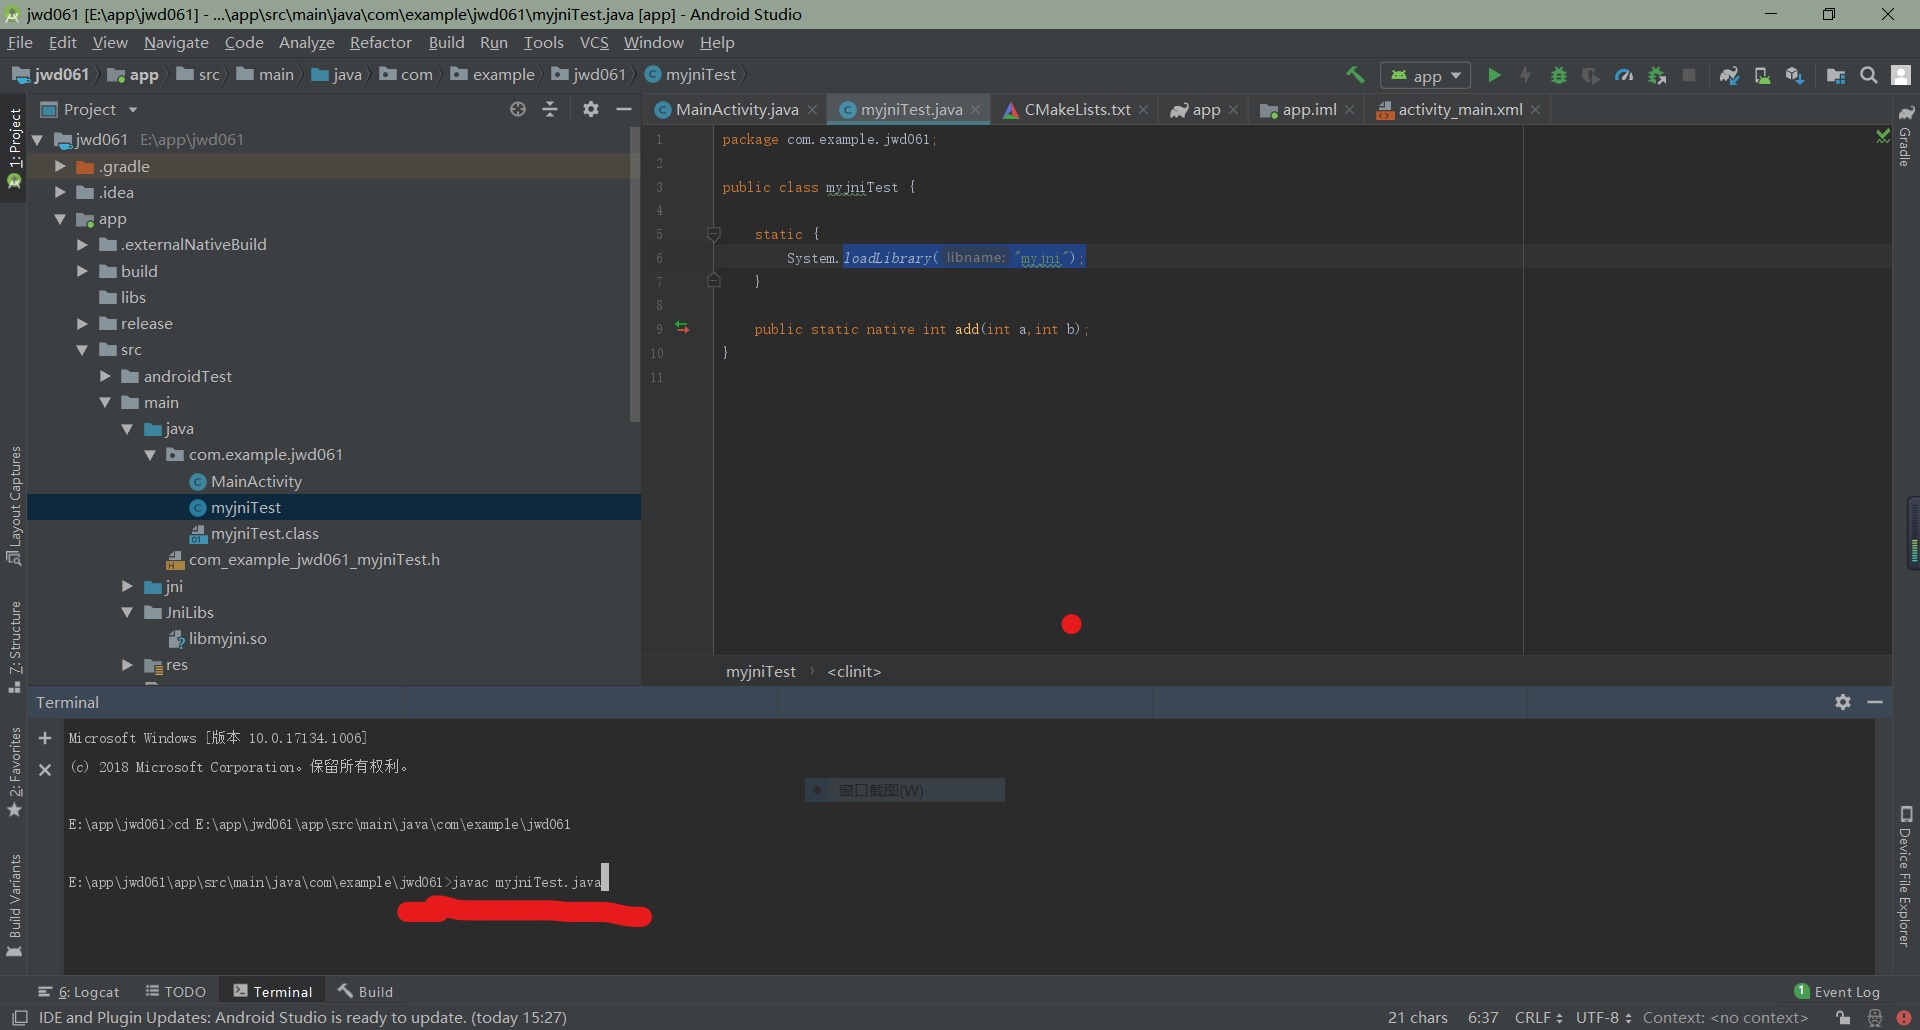 jwd061 [E:\app\jwd061] - ...\app\src\main\java\com\example\jwd061\myjniTest.java [app] - Android Studio
File Edit View Navigate Code Analyze Refactor Build Run Tools VCS Window Help
jwd061 app src main java com example jwd061 myjniTest
app
1: Project
Layout Captures
Z: Structure
2: Favorites
Build Variants
Project
jwd061 E:\app\jwd061
.gradle
.idea
app
.externalNativeBuild
build
libs
release
src
androidTest
main
java
com.example.jwd061
MainActivity
myjniTest
myjniTest.class
com_example_jwd061_myjniTest.h
jni
JniLibs
libmyjni.so
res
MainActivity.java myjniTest.java CMakeLists.txt app app.iml activity_main.xml
1 package com.example.jwd061;
2
3 public class myjniTest {
4
5 static {
6 System.loadLibrary( libname: "myjni");
7 }
8
9 public static native int add(int a,int b);
10 }
11
myjniTest › <clinit>
Gradle
Device File Explorer
Terminal
Microsoft Windows [版本 10.0.17134.1006]
(c) 2018 Microsoft Corporation。保留所有权利。
窗口截图(W)
E:\app\jwd061>cd E:\app\jwd061\app\src\main\java\com\example\jwd061
E:\app\jwd061\app\src\main\java\com\example\jwd061>javac myjniTest.java
6: Logcat TODO Terminal Build
1 Event Log
IDE and Plugin Updates: Android Studio is ready to update. (today 15:27)
21 chars 6:37 CRLF UTF-8 Context: <no context>